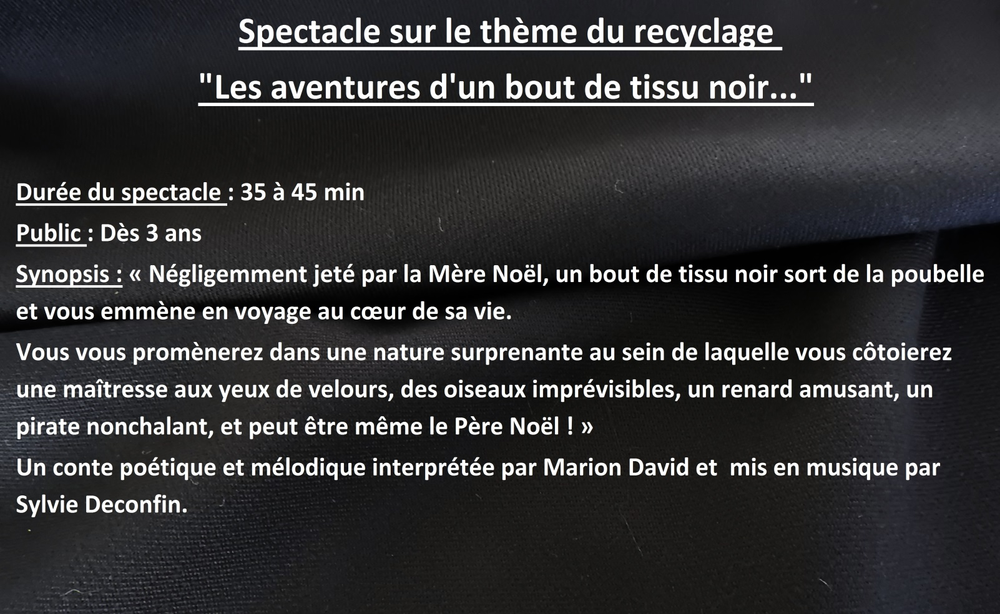 Spectacle sur le thème du recyclage
"Les aventures d'un bout de tissu noir..."
Durée du spectacle : 35 à 45 min
Public : Dès 3 ans
Synopsis : « Négligemment jeté par la Mère Noël, un bout de tissu noir sort de la poubelle
et vous emmène en voyage au cœur de sa vie.
Vous vous promènerez dans une nature surprenante au sein de laquelle vous côtoierez
une maîtresse aux yeux de velours, des oiseaux imprévisibles, un renard amusant, un
pirate nonchalant, et peut être même le Père Noël ! »
Un conte poétique et mélodique interprétée par Marion David et  mis en musique par
Sylvie Deconfin.